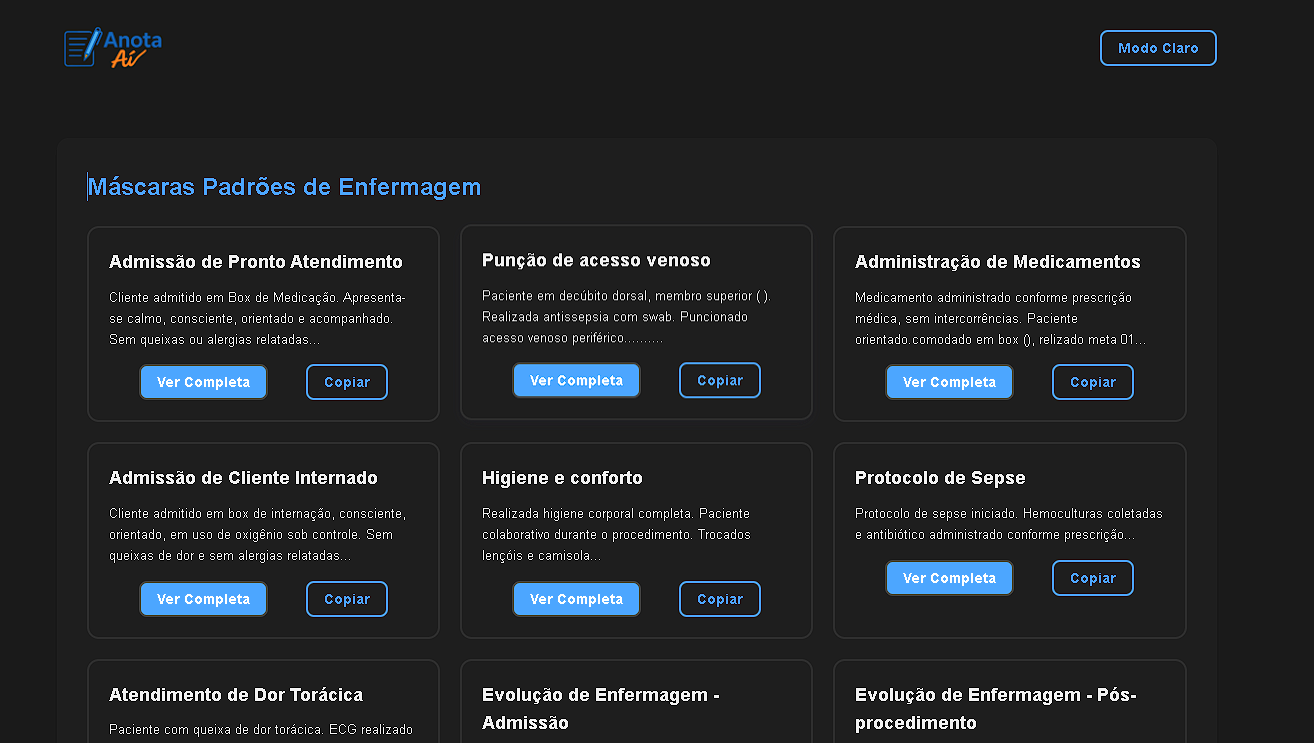 Anota
Aí
Modo Claro
Máscaras Padrões de Enfermagem
Admissão de Pronto Atendimento
Cliente admitido em Box de Medicação. Apresenta-
se calmo, consciente, orientado e acompanhado.
Sem queixas ou alergias relatadas...
Ver Completa
Copiar
Punção de acesso venoso
Paciente em decúbito dorsal, membro superior ( ).
Realizada antissepsia com swab. Puncionado
acesso venoso periférico..........
Ver Completa
Copiar
Administração de Medicamentos
Medicamento administrado conforme prescrição
médica, sem intercorrências. Paciente
orientado.comodado em box (), relizado meta 01...
Ver Completa
Copiar
Admissão de Cliente Internado
Cliente admitido em box de internação, consciente,
orientado, em uso de oxigênio sob controle. Sem
queixas de dor e sem alergias relatadas...
Ver Completa
Copiar
Higiene e conforto
Realizada higiene corporal completa. Paciente
colaborativo durante o procedimento. Trocados
lençóis e camisola...
Ver Completa
Copiar
Protocolo de Sepse
Protocolo de sepse iniciado. Hemoculturas coletadas
e antibiótico administrado conforme prescrição...
Ver Completa
Copiar
Atendimento de Dor Torácica
Paciente com queixa de dor torácica. ECG realizado
Evolução de Enfermagem -
Admissão
Evolução de Enfermagem - Pós-
procedimento